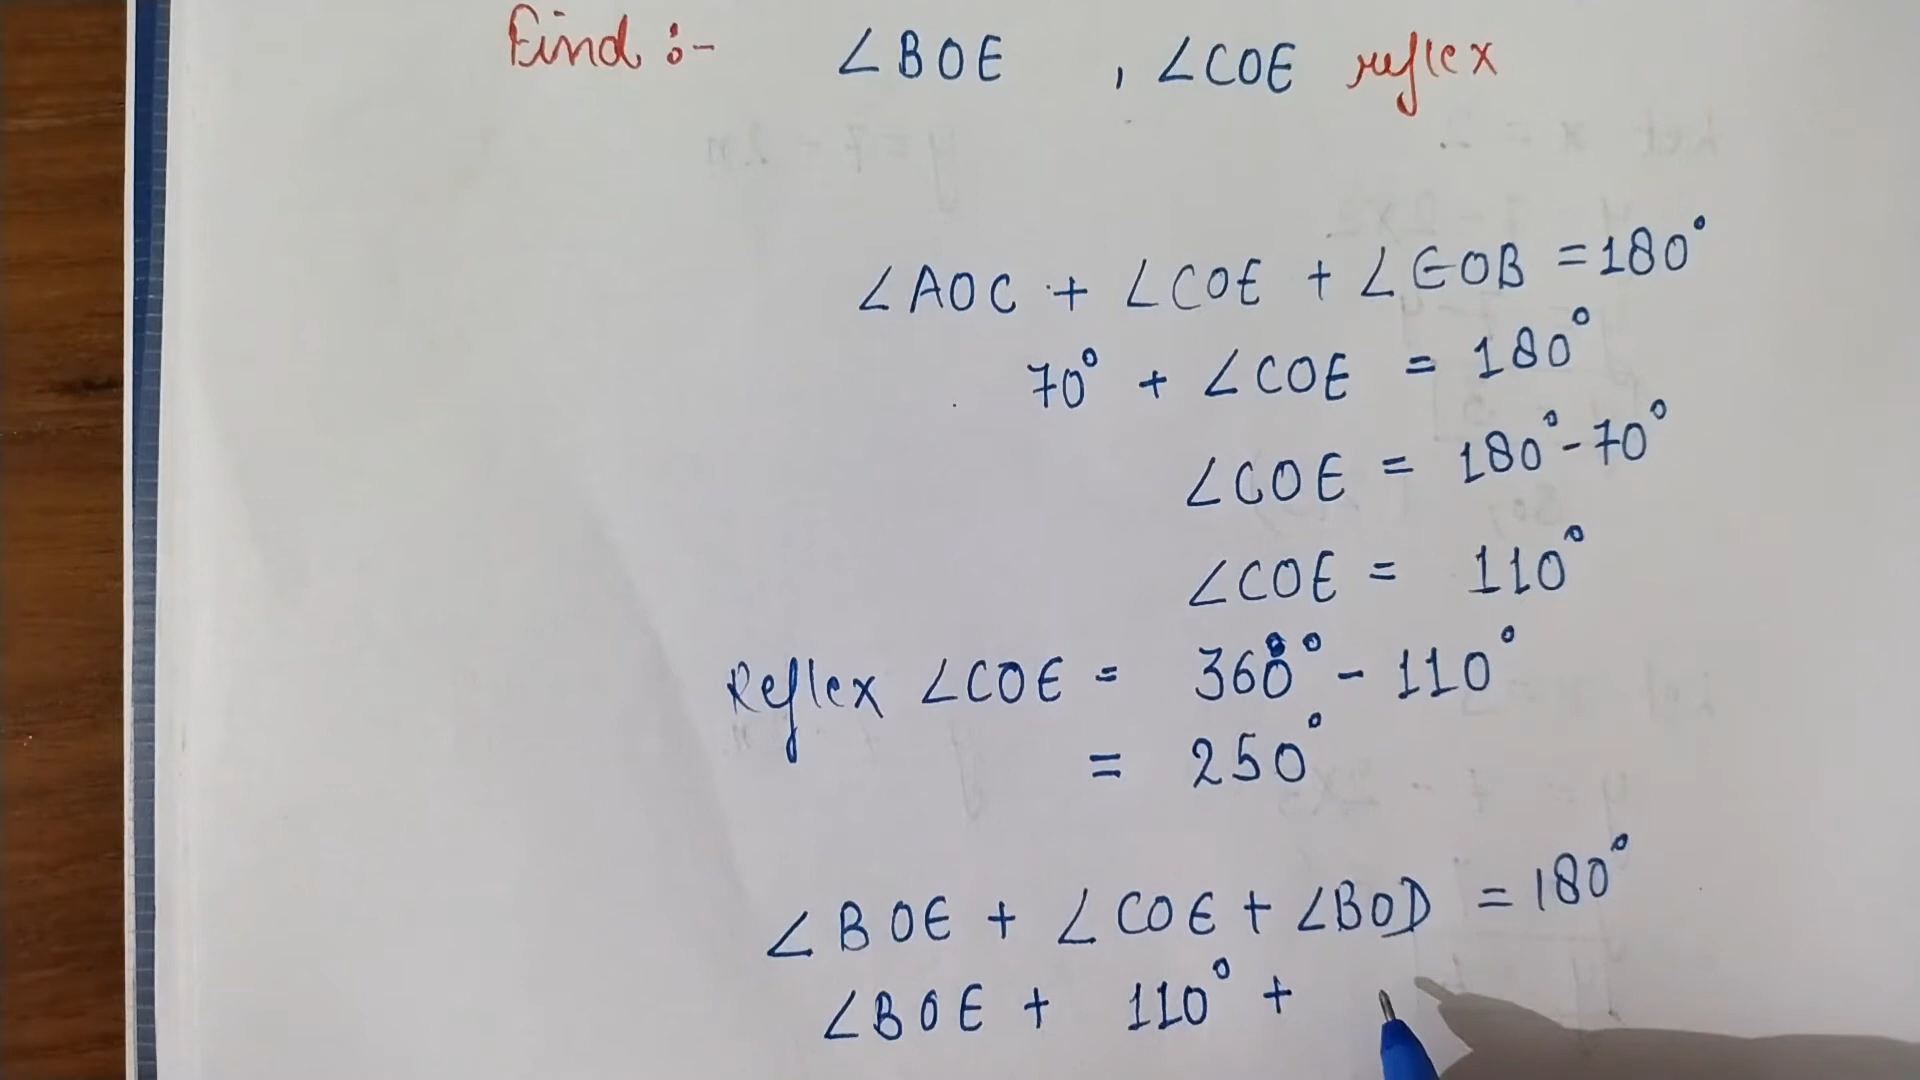 Find :- ∠BOE , ∠COE reflex
∠AOC + ∠COE + ∠EOB = 180°
70° + ∠COE = 180°
∠COE = 180° - 70°
∠COE = 110°
Reflex ∠COE = 360° - 110°
= 250°
∠BOE + ∠COE + ∠BOD = 180°
∠BOE + 110° +